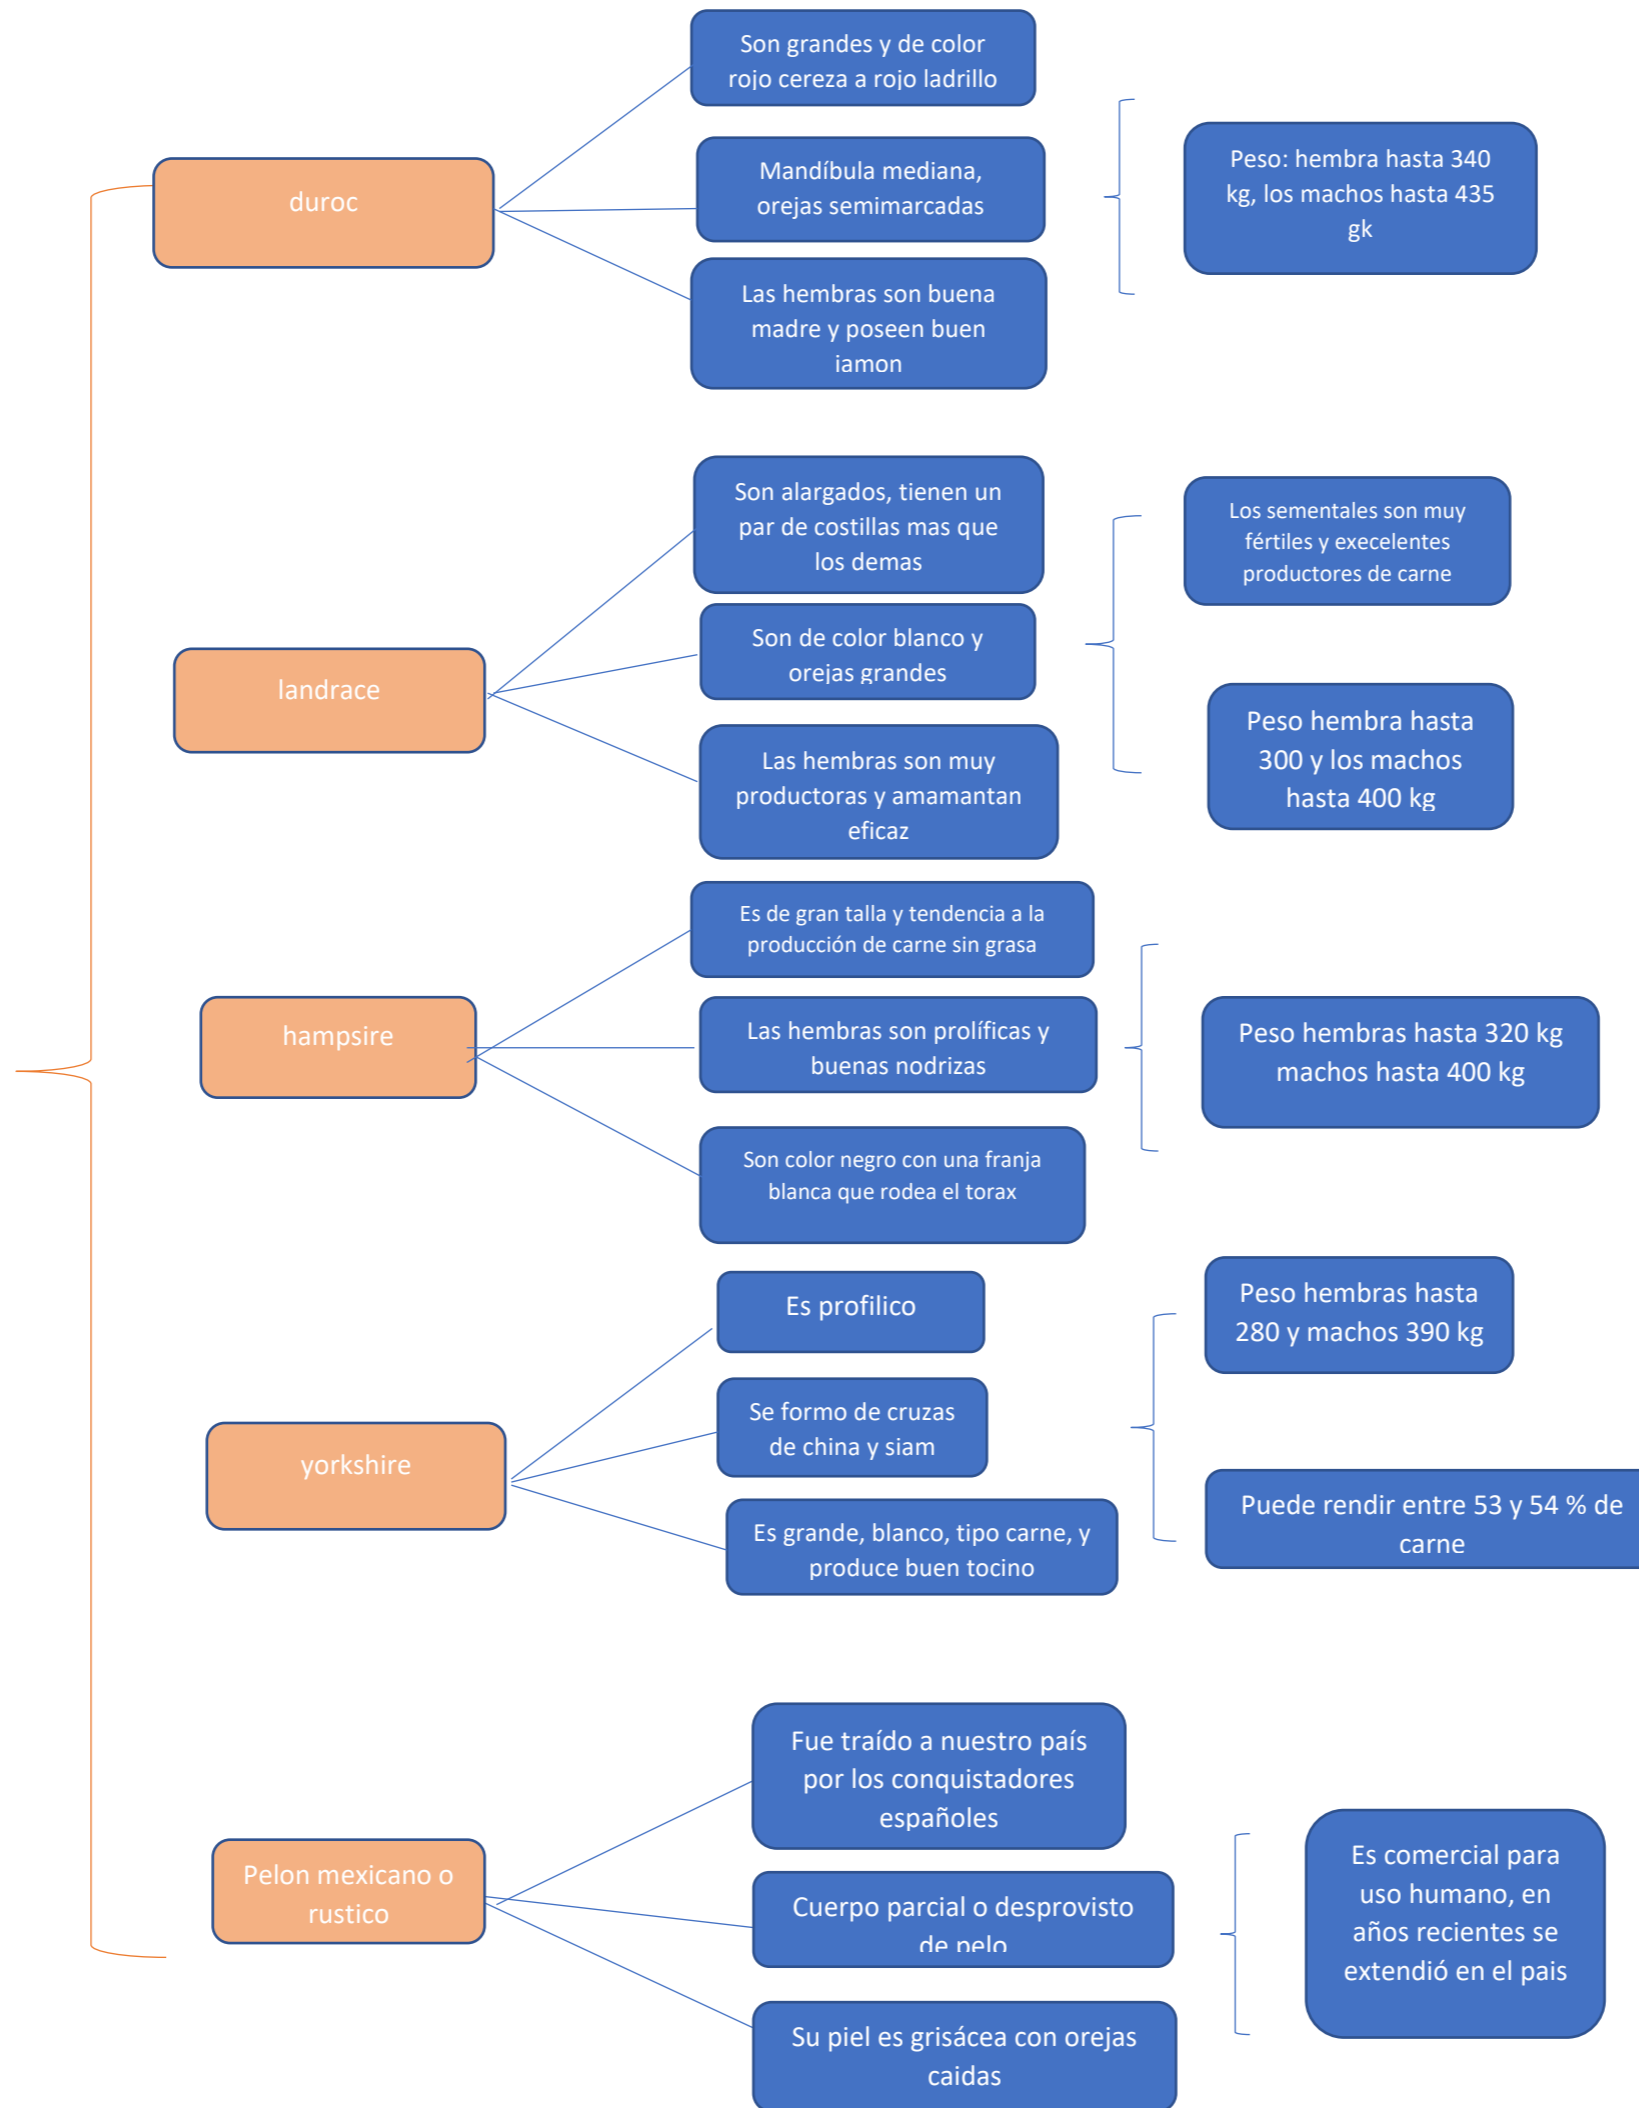 duroc
Son grandes y de color
rojo cereza a rojo ladrillo
Mandíbula mediana,
orejas semimarcadas
Las hembras son buena
madre y poseen buen
jamon
Peso: hembra hasta 340
kg, los machos hasta 435
gk
landrace
Son alargados, tienen un
par de costillas mas que
los demas
Son de color blanco y
orejas grandes
Las hembras son muy
productoras y amamantan
eficaz
Los sementales son muy
fértiles y execelentes
productores de carne
Peso hembra hasta
300 y los machos
hasta 400 kg
hampsire
Es de gran talla y tendencia a la
producción de carne sin grasa
Las hembras son prolíficas y
buenas nodrizas
Son color negro con una franja
blanca que rodea el torax
Peso hembras hasta 320 kg
machos hasta 400 kg
yorkshire
Es profilico
Se formo de cruzas
de china y siam
Es grande, blanco, tipo carne, y
produce buen tocino
Peso hembras hasta
280 y machos 390 kg
Puede rendir entre 53 y 54 % de
carne
Pelon mexicano o
rustico
Fue traído a nuestro país
por los conquistadores
españoles
Cuerpo parcial o desprovisto
de pelo
Su piel es grisácea con orejas
caidas
Es comercial para
uso humano, en
años recientes se
extendió en el pais